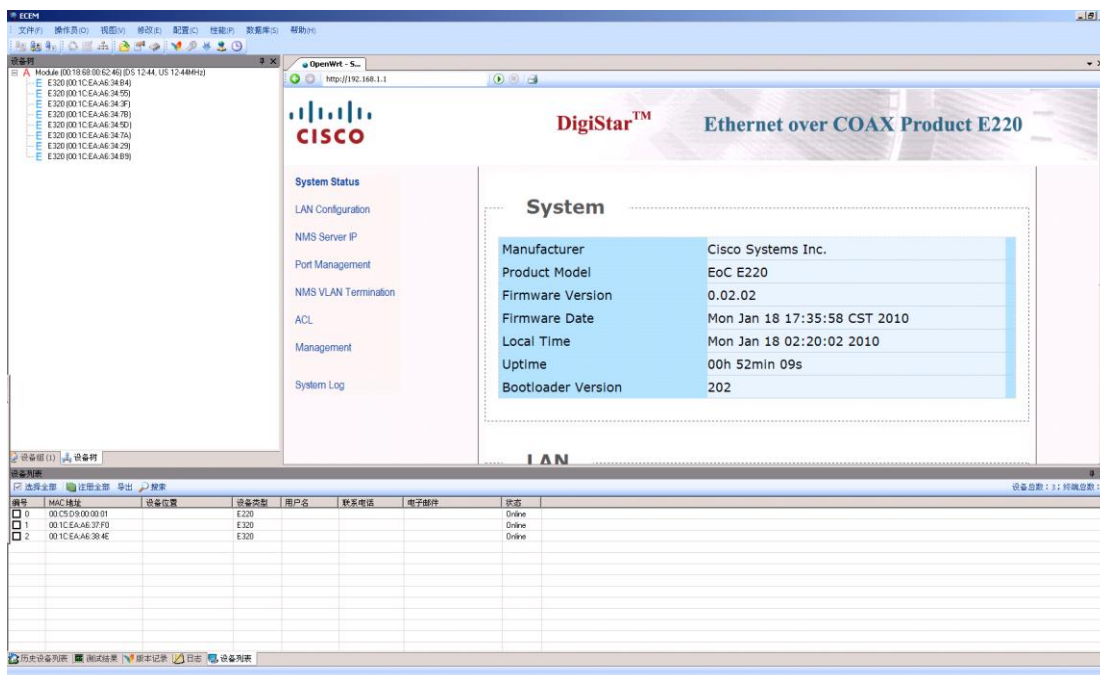 ECEM
文件(F) 操作员(O) 视图(V) 修改(E) 配置(C) 性能(P) 数据库(S) 帮助(H)
设备树
OpenWrt - S...
Module (00:18:68:00:62:46) (DS 12-44, US 12-44MHz)
E320 (00:1C:EA:A6:34:B4)
E320 (00:1C:EA:A6:34:55)
E320 (00:1C:EA:A6:34:3F)
E320 (00:1C:EA:A6:34:7B)
E320 (00:1C:EA:A6:34:5D)
E320 (00:1C:EA:A6:34:7A)
E320 (00:1C:EA:A6:34:29)
E320 (00:1C:EA:A6:34:B9)
设备组(1) 设备树
http://192.168.1.1
CISCO
DigiStar™ Ethernet over COAX Product E220
System Status
LAN Configuration
NMS Server IP
Port Management
NMS VLAN Termination
ACL
Management
System Log
System
Manufacturer Cisco Systems Inc.
Product Model EoC E220
Firmware Version 0.02.02
Firmware Date Mon Jan 18 17:35:58 CST 2010
Local Time Mon Jan 18 02:20:02 2010
Uptime 00h 52min 09s
Bootloader Version 202
LAN
设备列表
选择全部 注册全部 导出 搜索 设备总数：3；终端总数：
编号 MAC地址 设备位置 设备类型 用户名 联系电话 电子邮件 状态
0 00:C5:D9:00:00:01 E220 Online
1 00:1C:EA:A6:37:F0 E320 Online
2 00:1C:EA:A6:38:4E E320 Online
历史设备列表 测试结果 版本记录 日志 设备列表